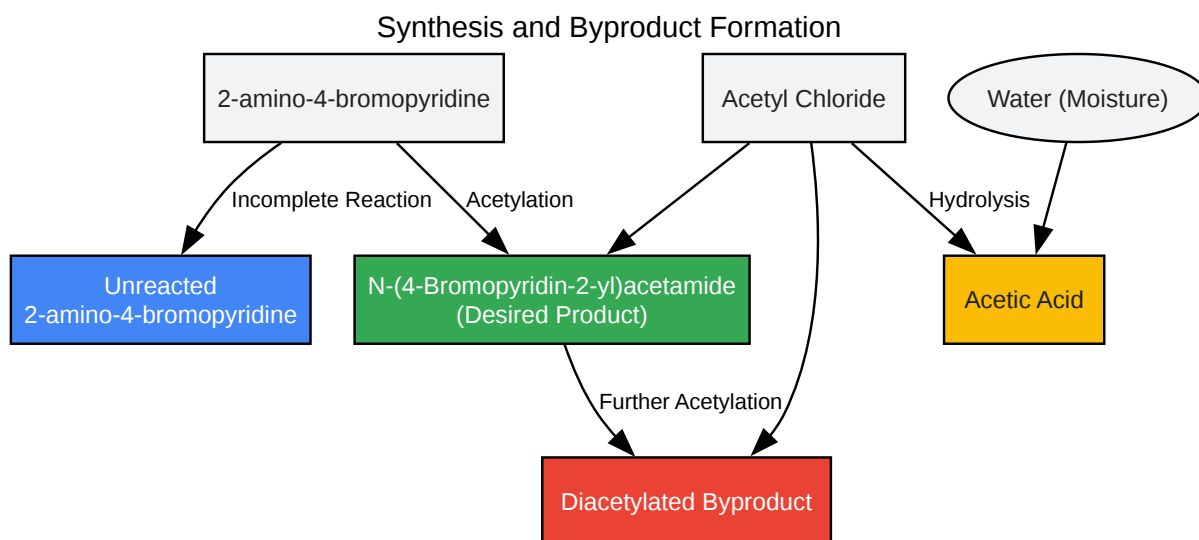 Synthesis and Byproduct Formation
2-amino-4-bromopyridine
Acetyl Chloride
Water (Moisture)
Incomplete Reaction
Acetylation
Hydrolysis
Unreacted
2-amino-4-bromopyridine
N-(4-Bromopyridin-2-yl)acetamide
(Desired Product)
Acetic Acid
Further Acetylation
Diacetylated Byproduct